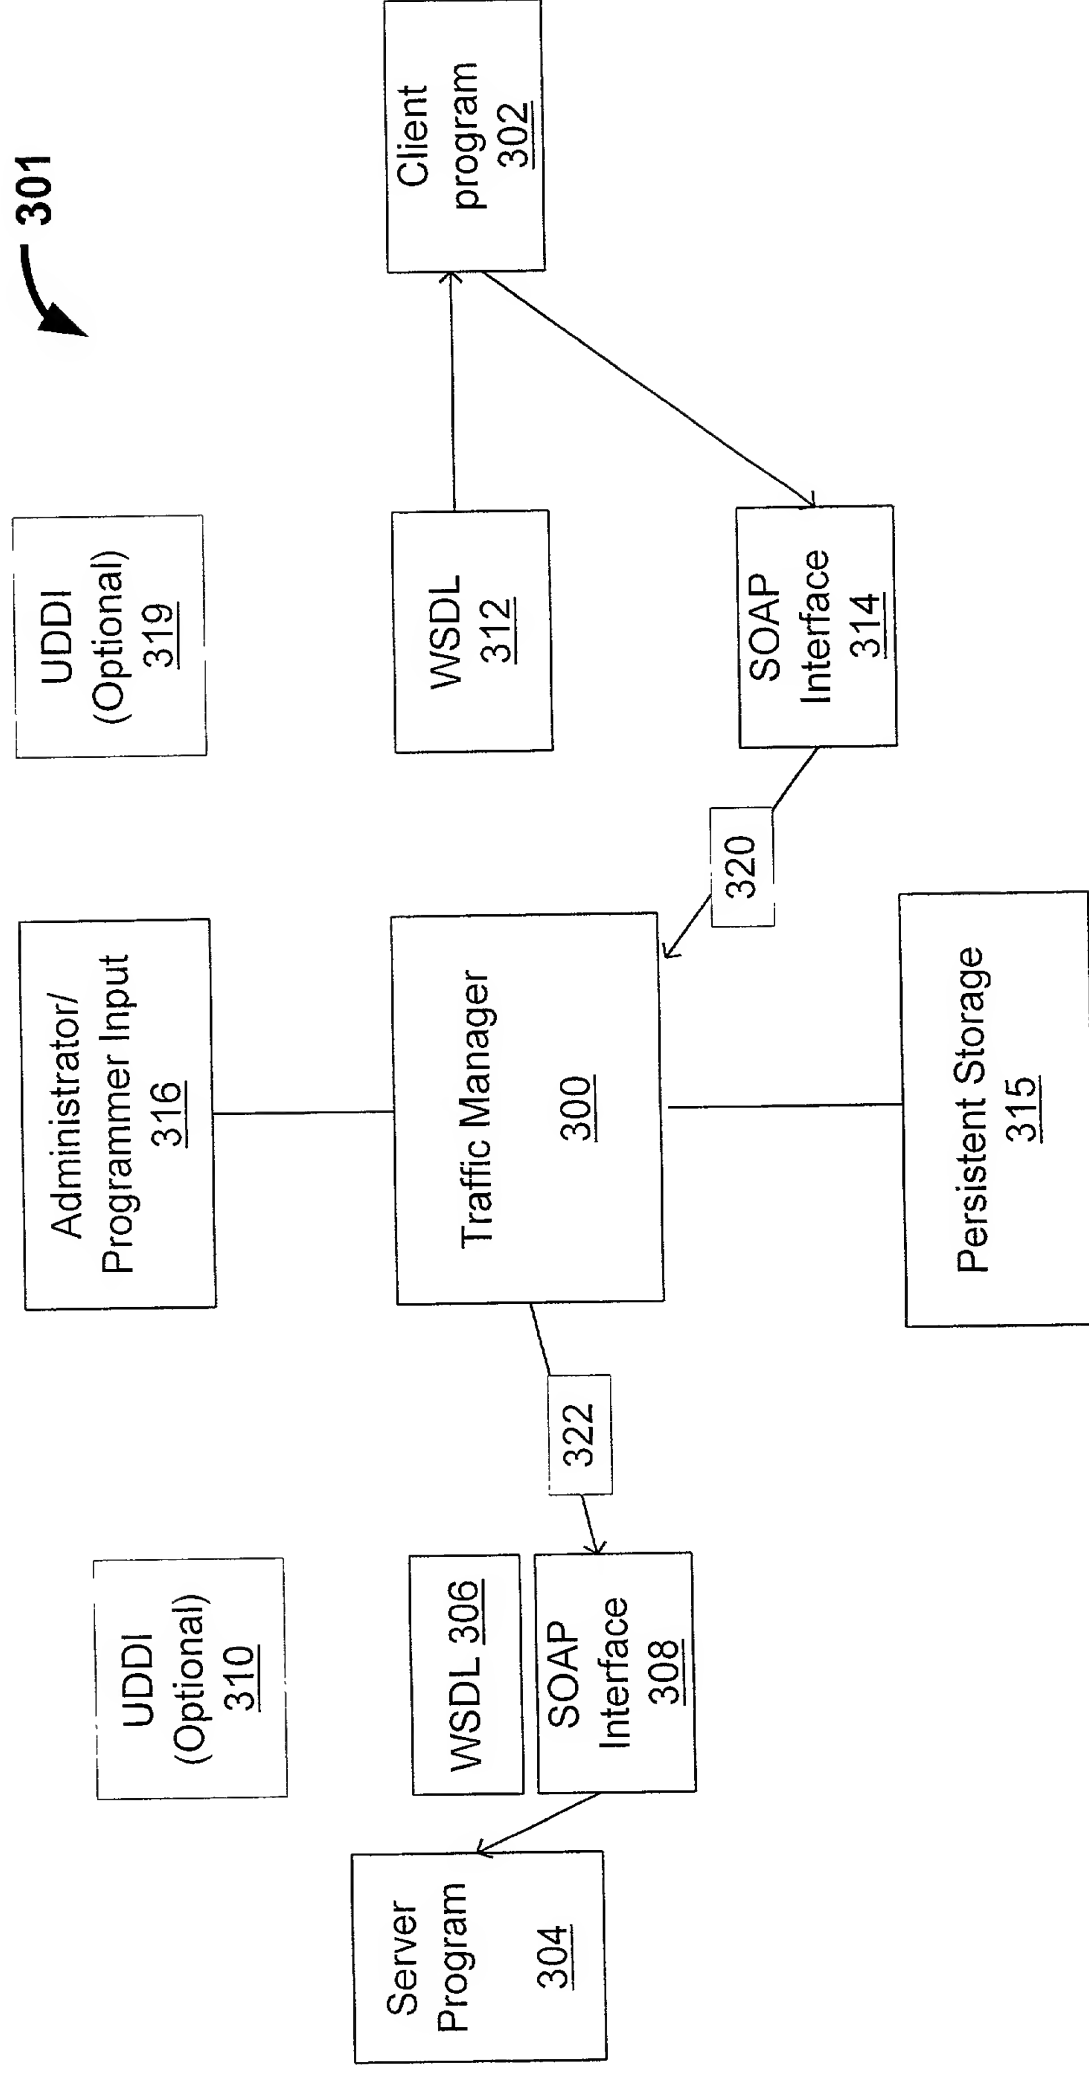 301
UDDI
(Optional)
310
Administrator/
Programmer Input
316
UDDI
(Optional)
319
Server
Program
304
WSDL 306
SOAP
Interface
308
322
Traffic Manager
300
320
WSDL
312
SOAP
Interface
314
Client
program
302
Persistent Storage
315